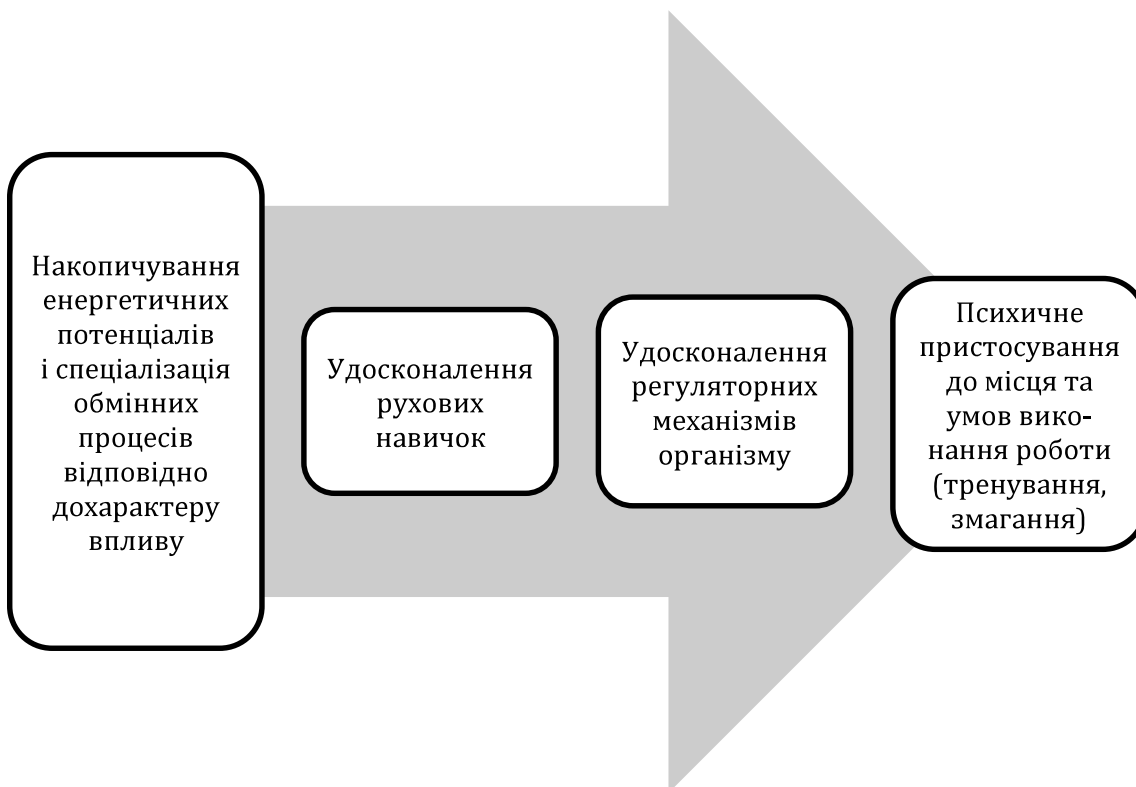 Накопичування
енергетичних
потенціалів
і спеціалізація
обмінних
процесів
відповідно
дохарактеру
впливу
Удосконалення
рухових
навичок
Удосконалення
регуляторних
механізмів
організму
Психичне
пристосування
до місця та
умов вико-
нання роботи
(тренування,
змагання)